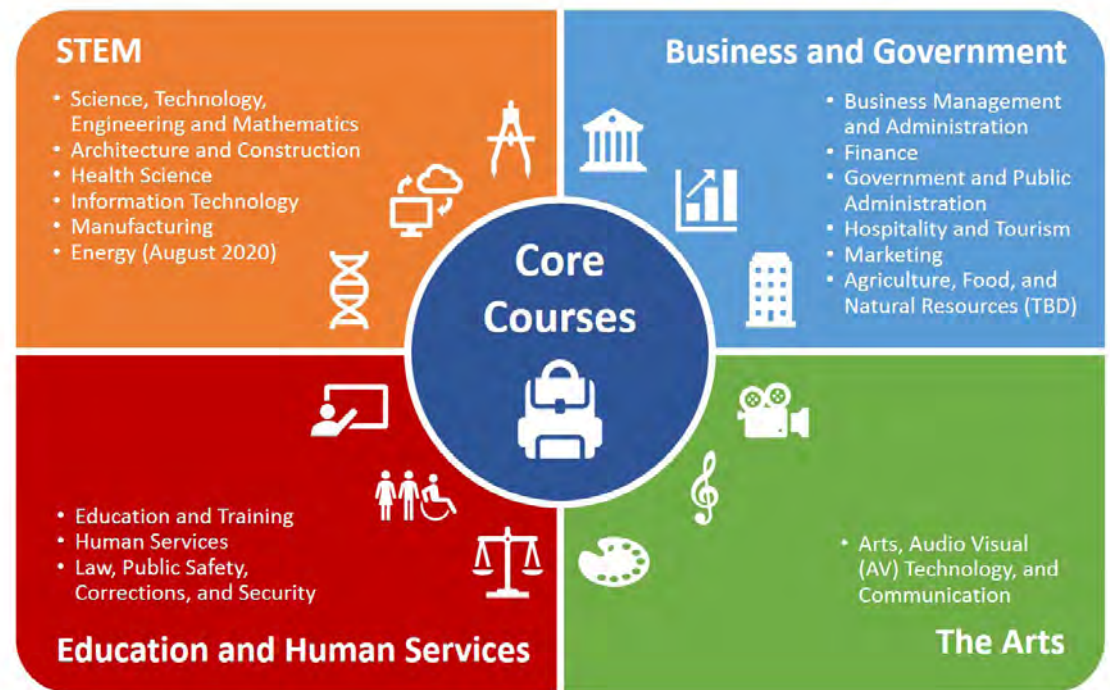 STEM
• Science, Technology,
Engineering and Mathematics
• Architecture and Construction
• Health Science
• Information Technology
• Manufacturing
• Energy (August 2020)
Business and Government
• Business Management
and Administration
• Finance
• Government and Public
Administration
• Hospitality and Tourism
• Marketing
• Agriculture, Food, and
Natural Resources (TBD)
Core
Courses
• Education and Training
• Human Services
• Law, Public Safety,
Corrections, and Security
Education and Human Services
• Arts, Audio Visual
(AV) Technology, and
Communication
The Arts